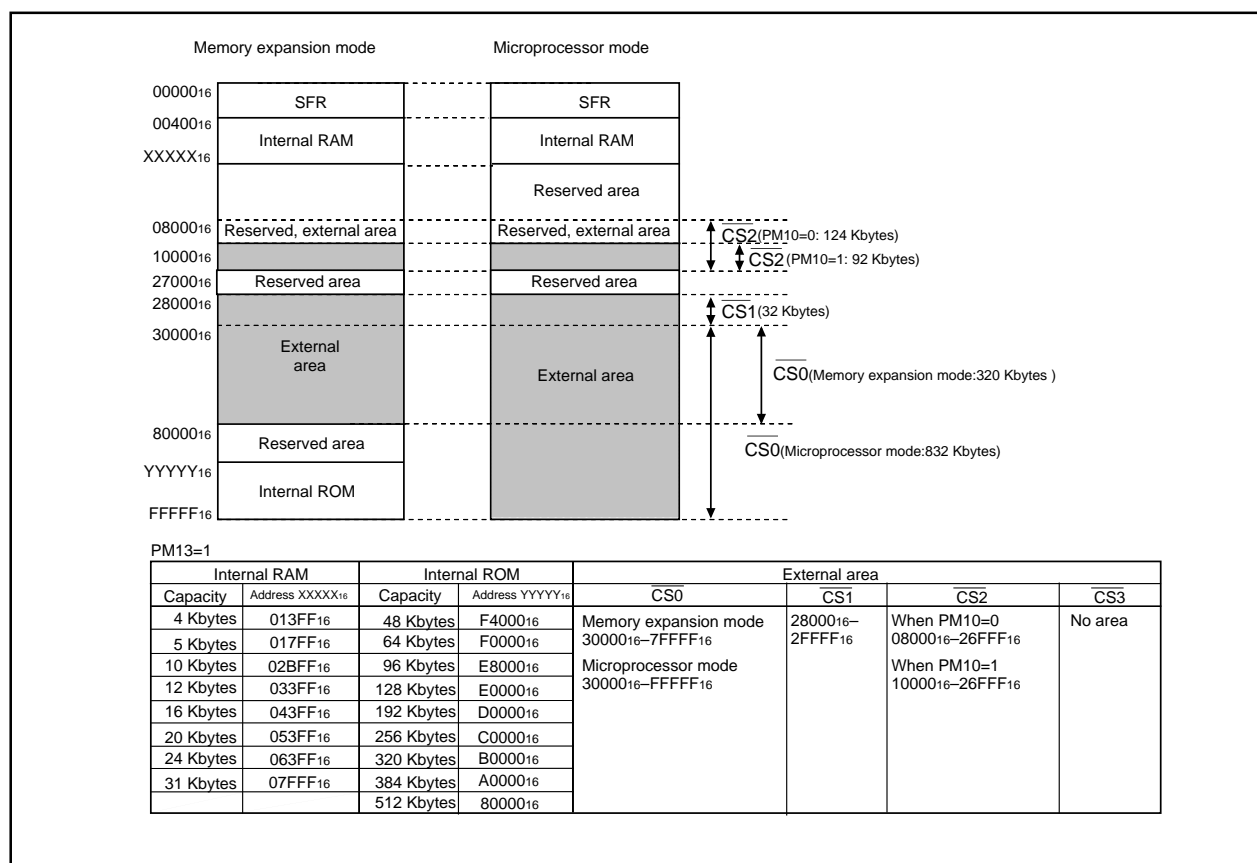 Memory expansion mode Microprocessor mode
0000016 SFR SFR
0040016
Internal RAM Internal RAM
XXXXX16
Reserved area
0800016 Reserved, external area Reserved, external area CS2(PM10=0: 124 Kbytes)
1000016 CS2 (PM10=1: 92 Kbytes)
2700016 Reserved area Reserved area
2800016 CS1(32 Kbytes)
3000016
External
area
External area
CS0(Memory expansion mode:320 Kbytes )
8000016 Reserved area CS0(Microprocessor mode:832 Kbytes)
YYYYY16
Internal ROM
FFFFF16
PM13=1
Internal RAM Internal ROM External area
Capacity Address XXXXX16 Capacity Address YYYYY16 CS0 CS1 CS2 CS3
4 Kbytes 013FF16 48 Kbytes F400016 Memory expansion mode 2800016– When PM10=0 No area
5 Kbytes 017FF16 64 Kbytes F000016 3000016–7FFFF16 2FFFF16 0800016–26FFF16
10 Kbytes 02BFF16 96 Kbytes E800016 Microprocessor mode When PM10=1
12 Kbytes 033FF16 128 Kbytes E000016 3000016–FFFFF16 1000016–26FFF16
16 Kbytes 043FF16 192 Kbytes D000016
20 Kbytes 053FF16 256 Kbytes C000016
24 Kbytes 063FF16 320 Kbytes B000016
31 Kbytes 07FFF16 384 Kbytes A000016
512 Kbytes 8000016